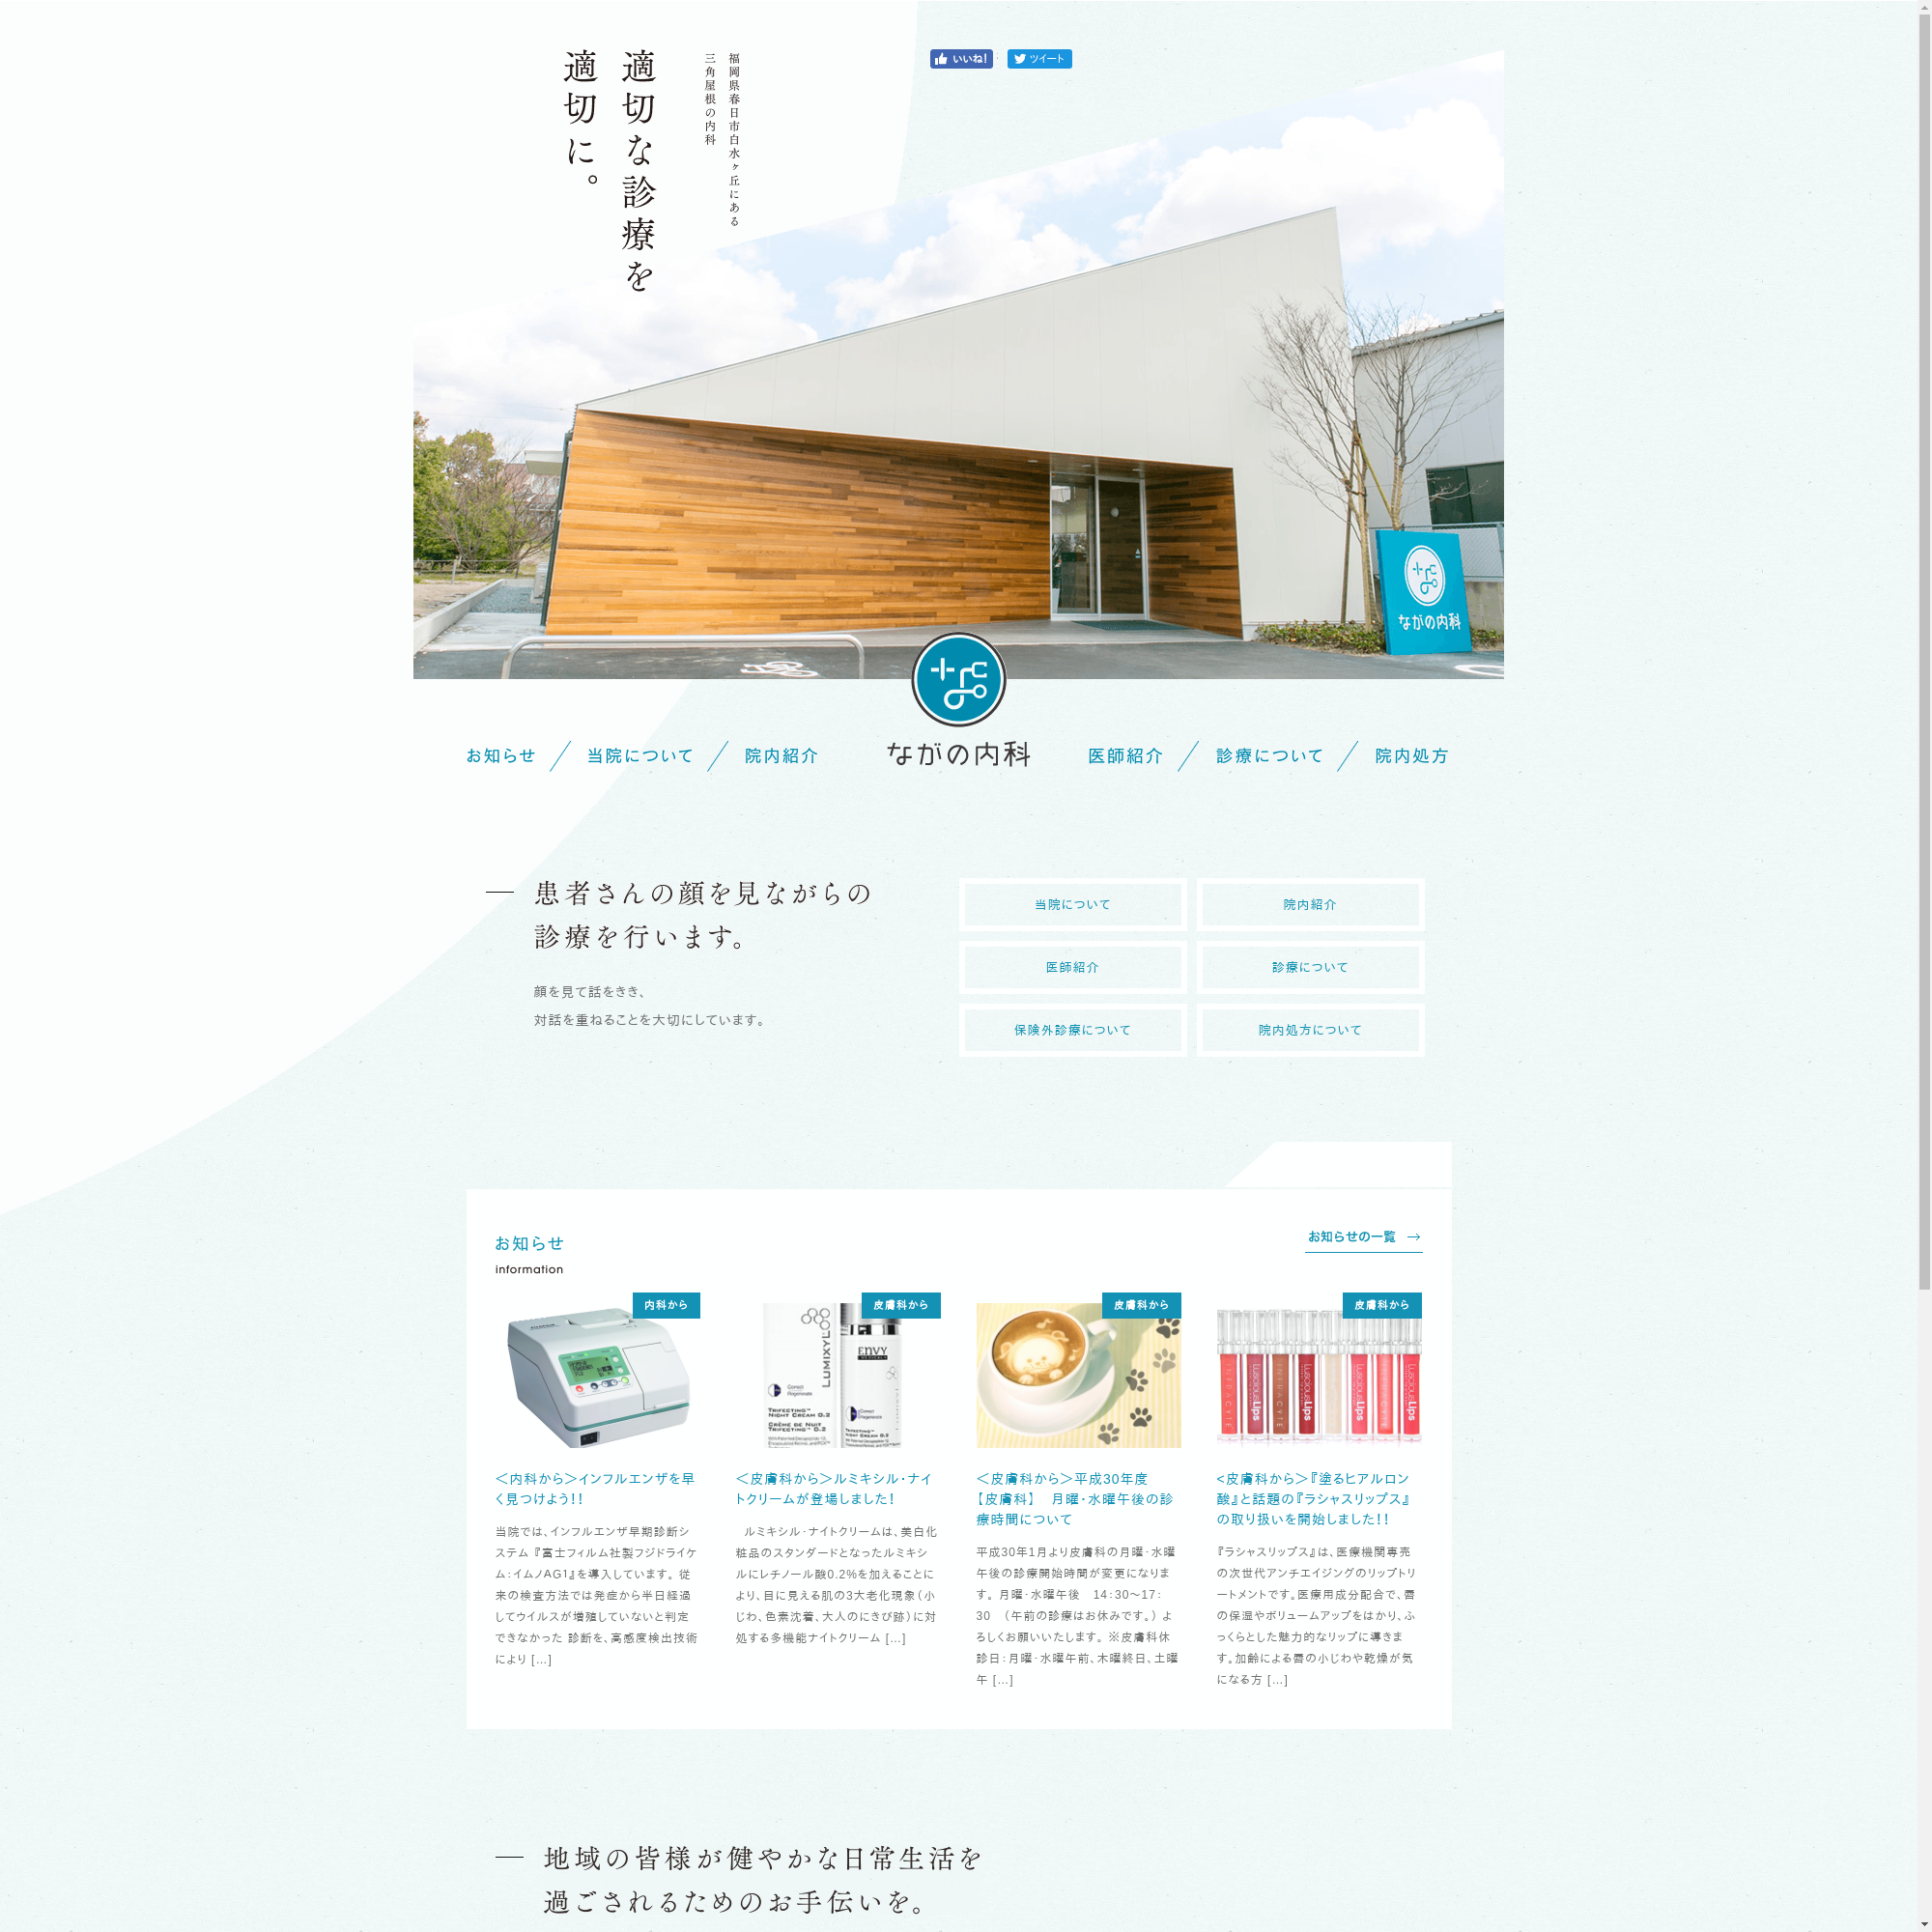 福岡県春日市白水ヶ丘にある
三角屋根の内科
適切な診療を
適切に。
いいね!
ツイート
ながの内科
ながの内科
お知らせ
当院について
院内紹介
医師紹介
診療について
院内処方
患者さんの顔を見ながらの
診療を行います。
顔を見て話をきき、
対話を重ねることを大切にしています。
当院について
院内紹介
医師紹介
診療について
保険外診療について
院内処方について
お知らせ
information
お知らせの一覧 →
内科から
<内科から>インフルエンザを早
く見つけよう!!
当院では、インフルエンザ早期診断シ
ステム『富士フィルム社製フジドライケ
ム:イムノAG1』を導入しています。 従
来の検査方法では発症から半日経過
してウイルスが増殖していないと判定
できなかった 診断を、高感度検出技術
により [...]
皮膚科から
LUMIXYL
ENVY
TRIFECTING™
NIGHT CREAM 0.2
CRÈME DE NUIT
TRIFECTING™ 0.2
<皮膚科から>ルミキシル・ナイ
トクリームが登場しました!
ルミキシル・ナイトクリームは、美白化
粧品のスタンダードとなったルミキシ
ルにレチノール酸0.2%を加えることに
より、目に見える肌の3大老化現象(小
じわ、色素沈着、大人のにきび跡)に対
処する多機能ナイトクリーム [...]
皮膚科から
<皮膚科から>平成30年度
【皮膚科】 月曜・水曜午後の診
療時間について
平成30年1月より皮膚科の月曜・水曜
午後の診療開始時間が変更になりま
す。 月曜・水曜午後 14:30~17:
30 (午前の診療はお休みです。) よ
ろしくお願いいたします。 ※皮膚科休
診日:月曜・水曜午前、木曜終日、土曜
午 [...]
皮膚科から
INFRACYTE
LusciousLips
<皮膚科から>『塗るヒアルロン
酸』と話題の『ラシャスリップス』
の取り扱いを開始しました!!
『ラシャスリップス』は、医療機関専売
の次世代アンチエイジングのリップトリ
ートメントです。医療用成分配合で、唇
の保湿やボリュームアップをはかり、ふ
っくらとした魅力的なリップに導きま
す。加齢による唇の小じわや乾燥が気
になる方 [...]
地域の皆様が健やかな日常生活を
過ごされるためのお手伝いを。